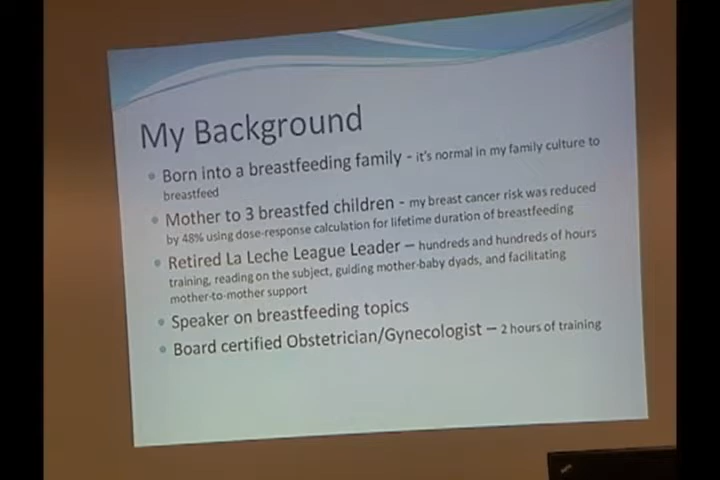 My Background
• Born into a breastfeeding family - it's normal in my family culture to
breastfeed
• Mother to 3 breastfed children - my breast cancer risk was reduced
by 48% using dose-response calculation for lifetime duration of breastfeeding
• Retired La Leche League Leader – hundreds and hundreds of hours
training, reading on the subject, guiding mother-baby dyads, and facilitating
mother-to-mother support
• Speaker on breastfeeding topics
• Board certified Obstetrician/Gynecologist – 2 hours of training